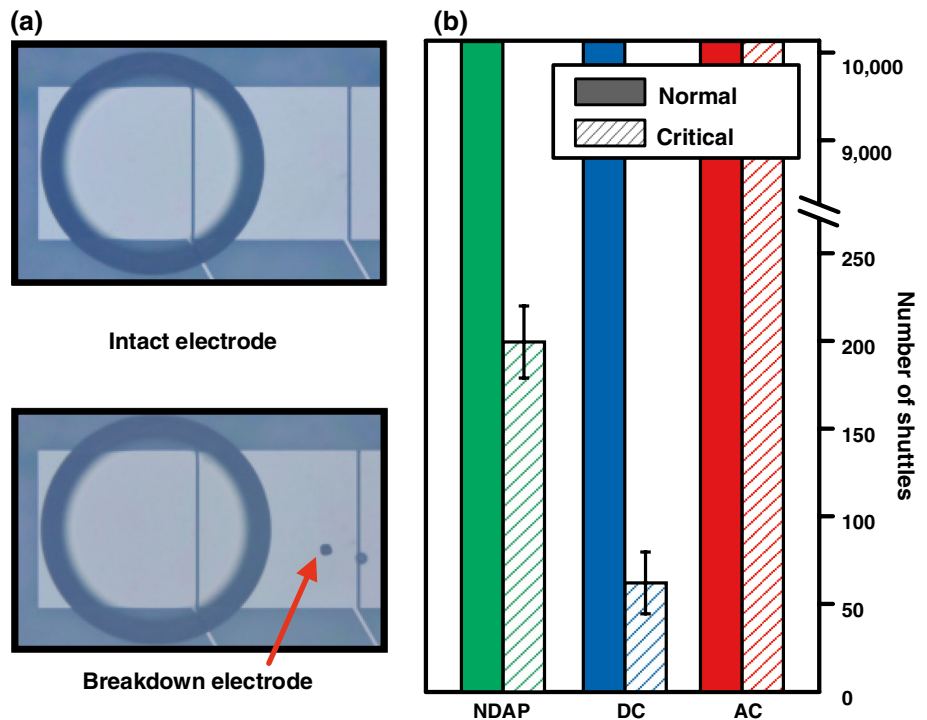 (a)
Intact electrode
Breakdown electrode
(b)
Normal
Critical
10,000
9,000
250
200
150
100
50
0
Number of shuttles
NDAP
DC
AC